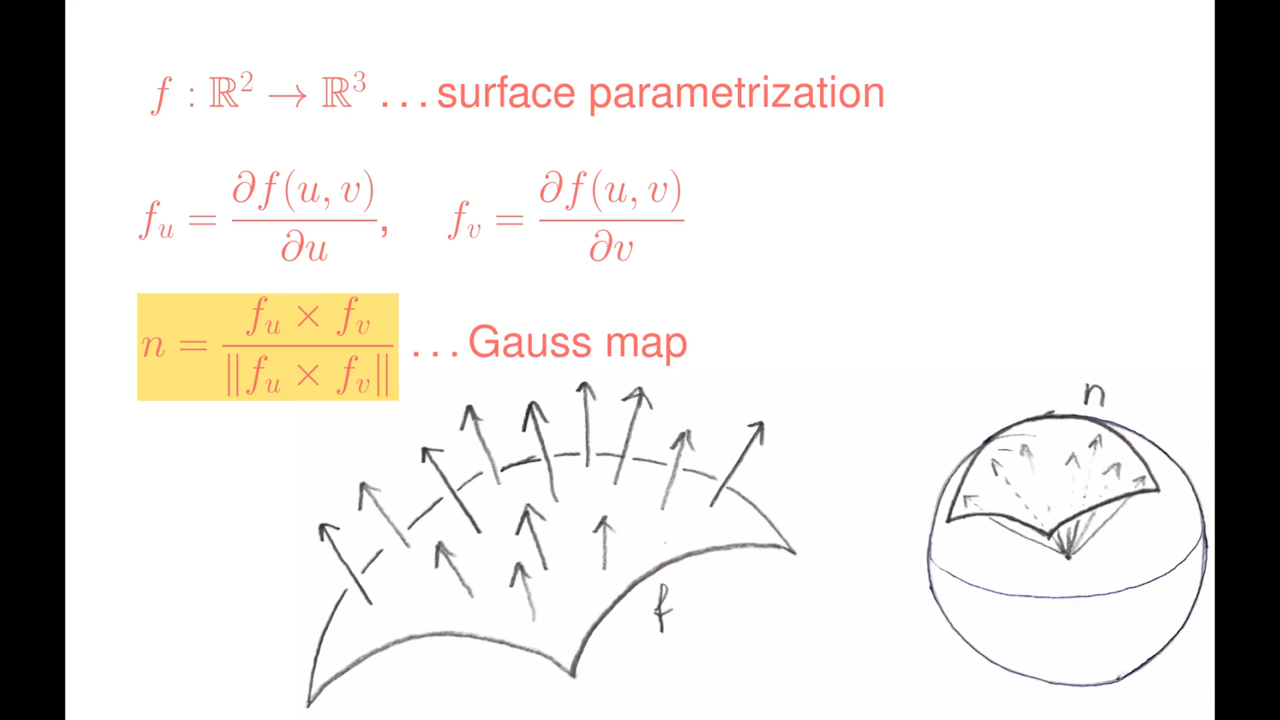 f : ℝ² → ℝ³ ... surface parametrization
f_u = ∂f(u, v) / ∂u, f_v = ∂f(u, v) / ∂v
n = f_u × f_v / ‖f_u × f_v‖ ... Gauss map
n
f